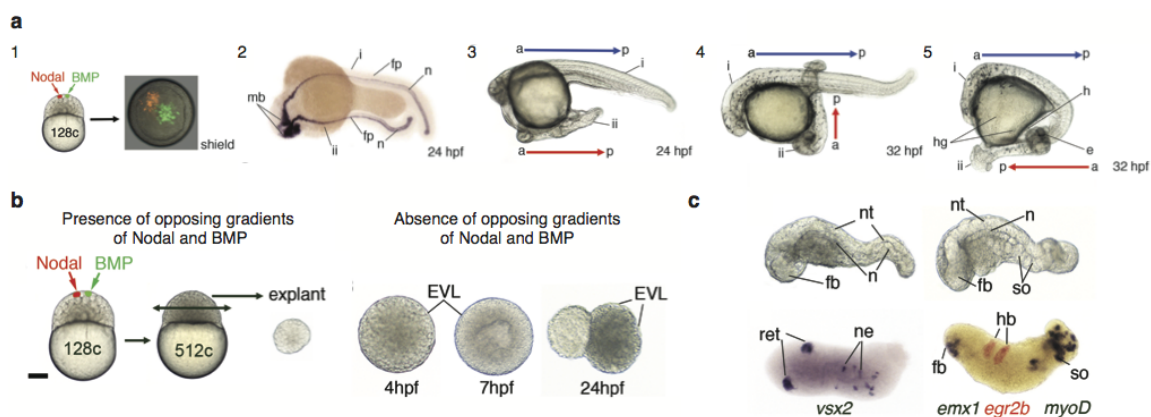 a
1
Nodal BMP
128c
shield
2
i
fp
n
mb
ii
fp
n
24 hpf
3
a p
i
ii
a p
24 hpf
4
a p
i
p
a
ii
32 hpf
5
a p
i
h
hg
e
ii
p a
32 hpf
b
Presence of opposing gradients
of Nodal and BMP
Nodal BMP
explant
128c
512c
Absence of opposing gradients
of Nodal and BMP
EVL
EVL
4hpf
7hpf
24hpf
c
nt
n
fb
nt
n
fb
so
ret
ne
vsx2
hb
fb
so
emx1 egr2b myoD